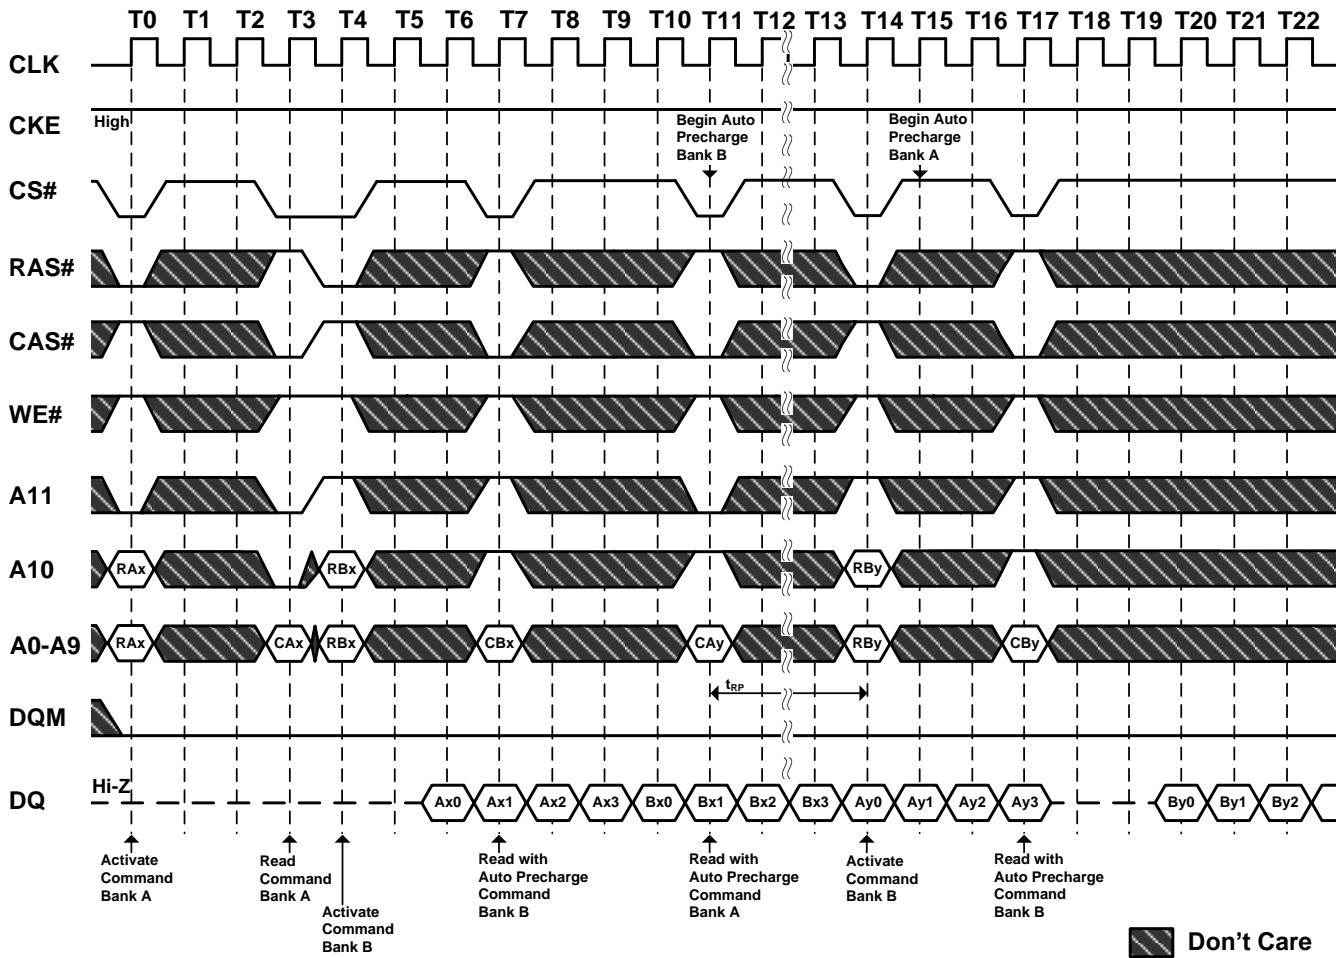 T0 T1 T2 T3 T4 T5 T6 T7 T8 T9 T10 T11 T12 T13 T14 T15 T16 T17 T18 T19 T20 T21 T22
CLK
CKE
High
Begin Auto
Precharge
Bank B
Begin Auto
Precharge
Bank A
CS#
RAS#
CAS#
WE#
A11
A10
RAx RBx RBy
A0-A9
RAx CAx RBx CBx CAy RBy CBy
tRP
DQM
Hi-Z
DQ
Ax0 Ax1 Ax2 Ax3 Bx0 Bx1 Bx2 Bx3 Ay0 Ay1 Ay2 Ay3 By0 By1 By2
Activate
Command
Bank A
Read
Command
Bank A
Activate
Command
Bank B
Read with
Auto Precharge
Command
Bank B
Read with
Auto Precharge
Command
Bank A
Activate
Command
Bank B
Read with
Auto Precharge
Command
Bank B
Don't Care